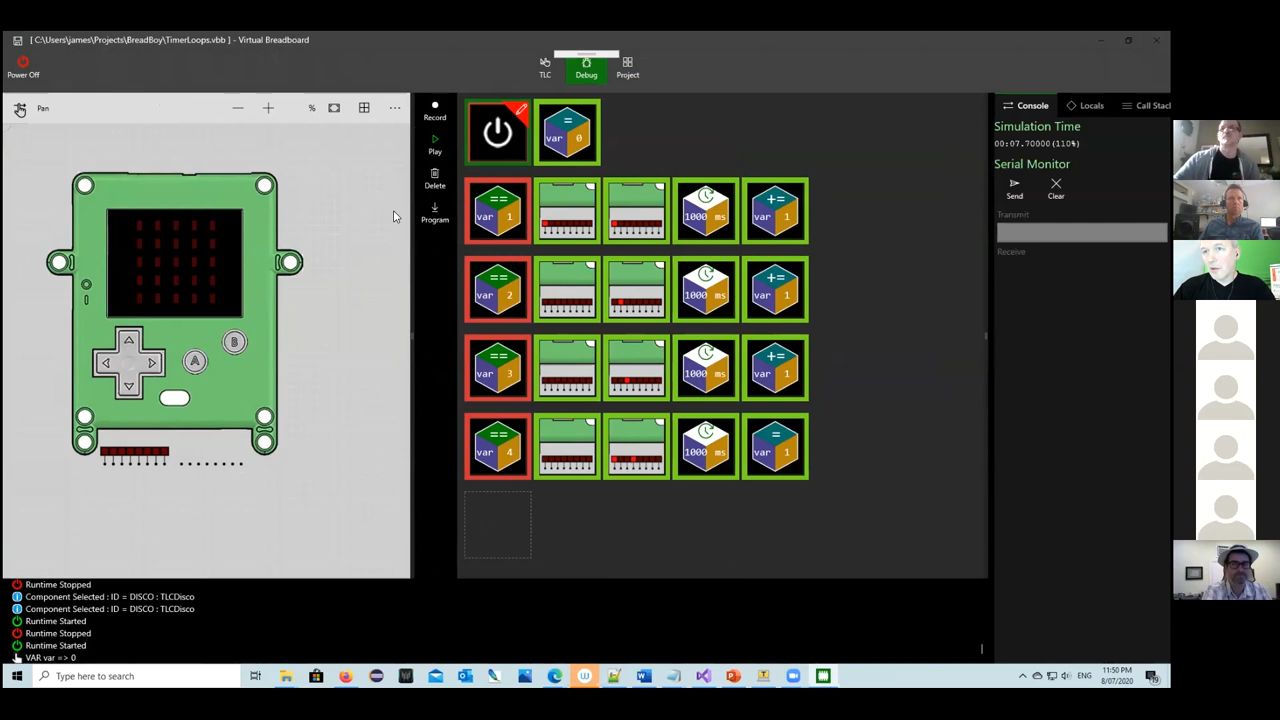 [ C:\Users\james\Projects\BreadBoy\TimerLoops.vbb ] - Virtual Breadboard
Power Off
TLC
Debug
Project
Pan
%
Record
Play
Delete
Program
A
B
= var 0
== var 1
1000 ms
+= var 1
== var 2
1000 ms
+= var 1
== var 3
1000 ms
+= var 1
== var 4
1000 ms
= var 1
Console
Locals
Call Stack
Simulation Time
00:07.70000(110%)
Serial Monitor
Send
Clear
Transmit
Receive
Runtime Stopped
Component Selected : ID = DISCO : TLCDisco
Component Selected : ID = DISCO : TLCDisco
Runtime Started
Runtime Stopped
Runtime Started
VAR var => 0
Type here to search
ENG
11:50 PM
8/07/2020